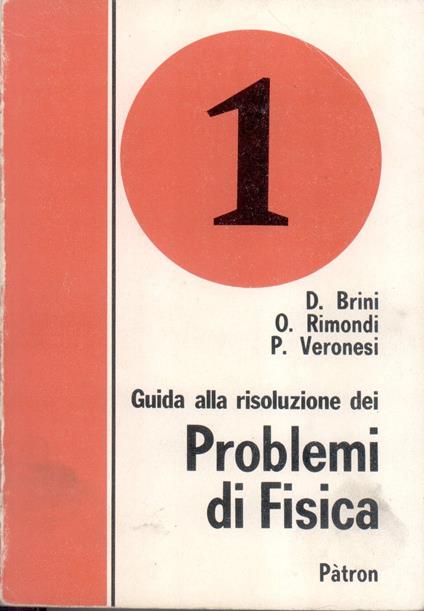 1
D. Brini
O. Rimondi
P. Veronesi
Guida alla risoluzione dei
Problemi
di Fisica
Pàtron